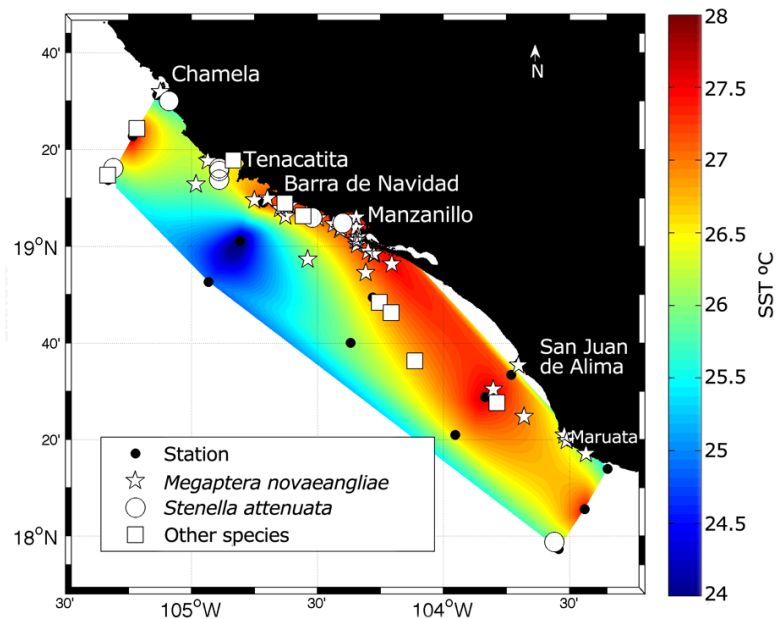 28
40'
Chamela
N
27.5
20'
Tenacatita
27
Barra de Navidad
Manzanillo
26.5
19°N
26
SST ºC
40'
San Juan
de Alima
25.5
20'
Maruata
Station
25
Megaptera novaeangliae
Stenella attenuata
24.5
18°N
Other species
24
30'
105°W
30'
104°W
30'